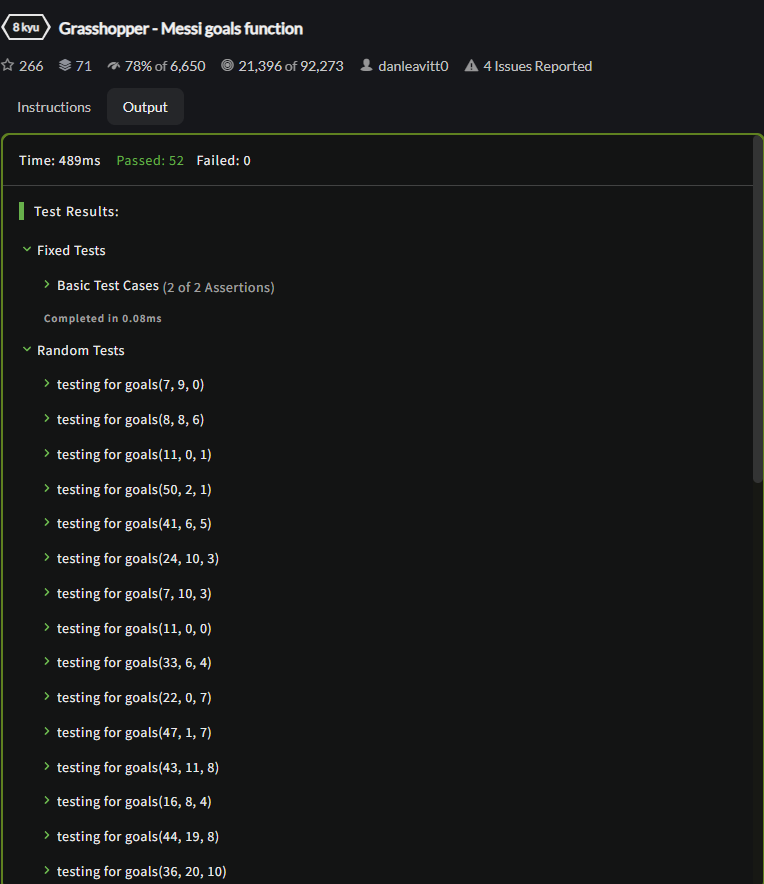 8 kyu Grasshopper - Messi goals function
266 71 78% of 6,650 21,396 of 92,273 danleavitt0 4 Issues Reported
Instructions Output
Time: 489ms Passed: 52 Failed: 0
Test Results:
Fixed Tests
Basic Test Cases (2 of 2 Assertions)
Completed in 0.08ms
Random Tests
testing for goals(7, 9, 0)
testing for goals(8, 8, 6)
testing for goals(11, 0, 1)
testing for goals(50, 2, 1)
testing for goals(41, 6, 5)
testing for goals(24, 10, 3)
testing for goals(7, 10, 3)
testing for goals(11, 0, 0)
testing for goals(33, 6, 4)
testing for goals(22, 0, 7)
testing for goals(47, 1, 7)
testing for goals(43, 11, 8)
testing for goals(16, 8, 4)
testing for goals(44, 19, 8)
testing for goals(36, 20, 10)